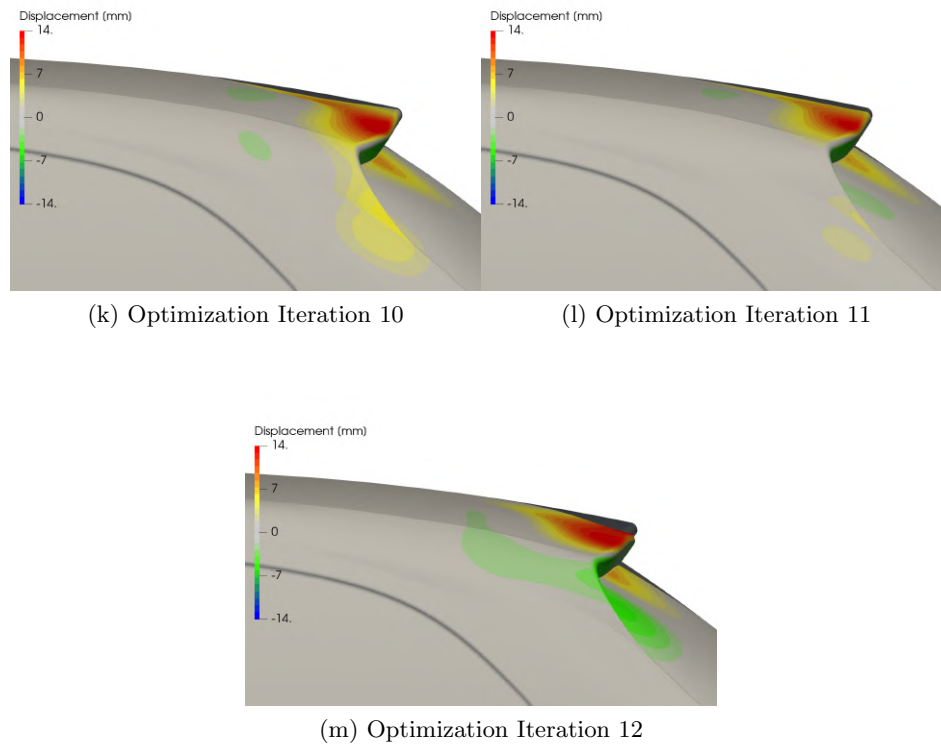 Displacement [mm]
14.
7
0
-7
-14.
Displacement [mm]
14.
7
0
-7
-14.
(k) Optimization Iteration 10
(l) Optimization Iteration 11
Displacement [mm]
14.
7
0
-7
-14.
(m) Optimization Iteration 12